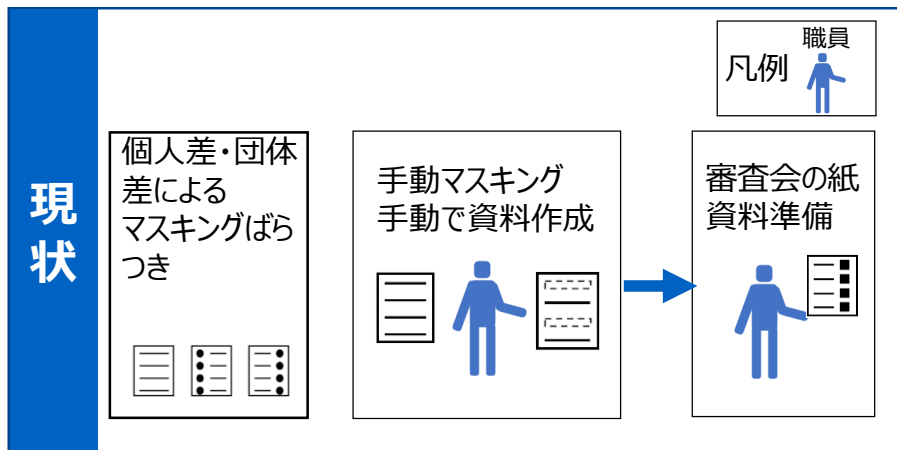 現
状
凡例
職員
個人差・団体
差による
マスキングばら
つき
手動マスキング
手動で資料作成
審査会の紙
資料準備